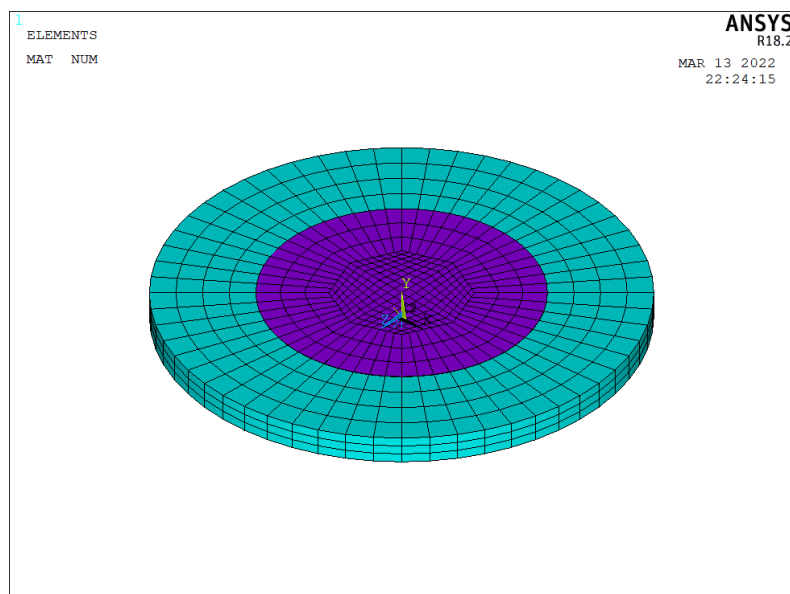 1
ELEMENTS
MAT NUM
ANSYS
R18.2
MAR 13 2022
22:24:15
Y